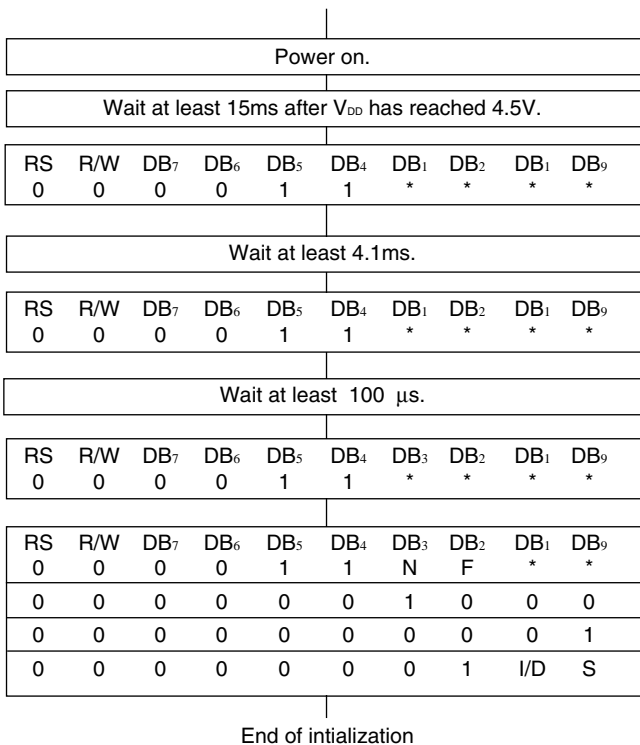 Power on.
Wait at least 15ms after VDD has reached 4.5V.
RS R/W DB7 DB6 DB5 DB4 DB1 DB2 DB1 DB9
0 0 0 0 1 1 * * * *
Wait at least 4.1ms.
RS R/W DB7 DB6 DB5 DB4 DB1 DB2 DB1 DB9
0 0 0 0 1 1 * * * *
Wait at least 100 μs.
RS R/W DB7 DB6 DB5 DB4 DB3 DB2 DB1 DB9
0 0 0 0 1 1 * * * *
RS R/W DB7 DB6 DB5 DB4 DB3 DB2 DB1 DB9
0 0 0 0 1 1 N F * *
0 0 0 0 0 0 1 0 0 0
0 0 0 0 0 0 0 0 0 1
0 0 0 0 0 0 0 1 I/D S
End of intialization